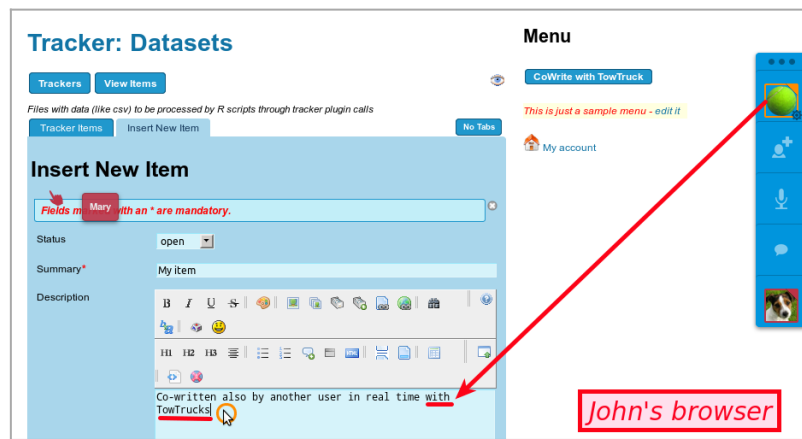 Tracker: Datasets
Trackers
View Items
Files with data (like csv) to be processed by R scripts through tracker plugin calls
Tracker Items
Insert New Item
No Tabs
Insert New Item
Mary
Fields with an * are mandatory.
Status
open
Summary*
My item
Description
B I U S
H1 H2 H3
Co-written also by another user in real time with
TowTrucks
Menu
CoWrite with TowTruck
This is just a sample menu - edit it
My account
John's browser